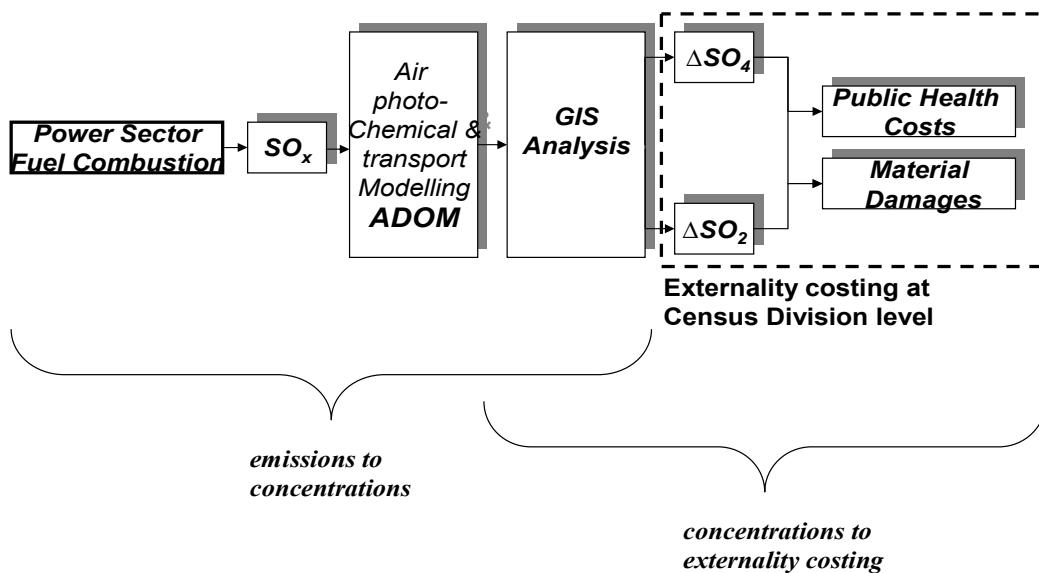 Power Sector
Fuel Combustion
SOx
Air
photo-
Chemical &
transport
Modelling
ADOM
GIS
Analysis
ΔSO4
ΔSO2
Public Health
Costs
Material
Damages
Externality costing at
Census Division level
emissions to
concentrations
concentrations to
externality costing